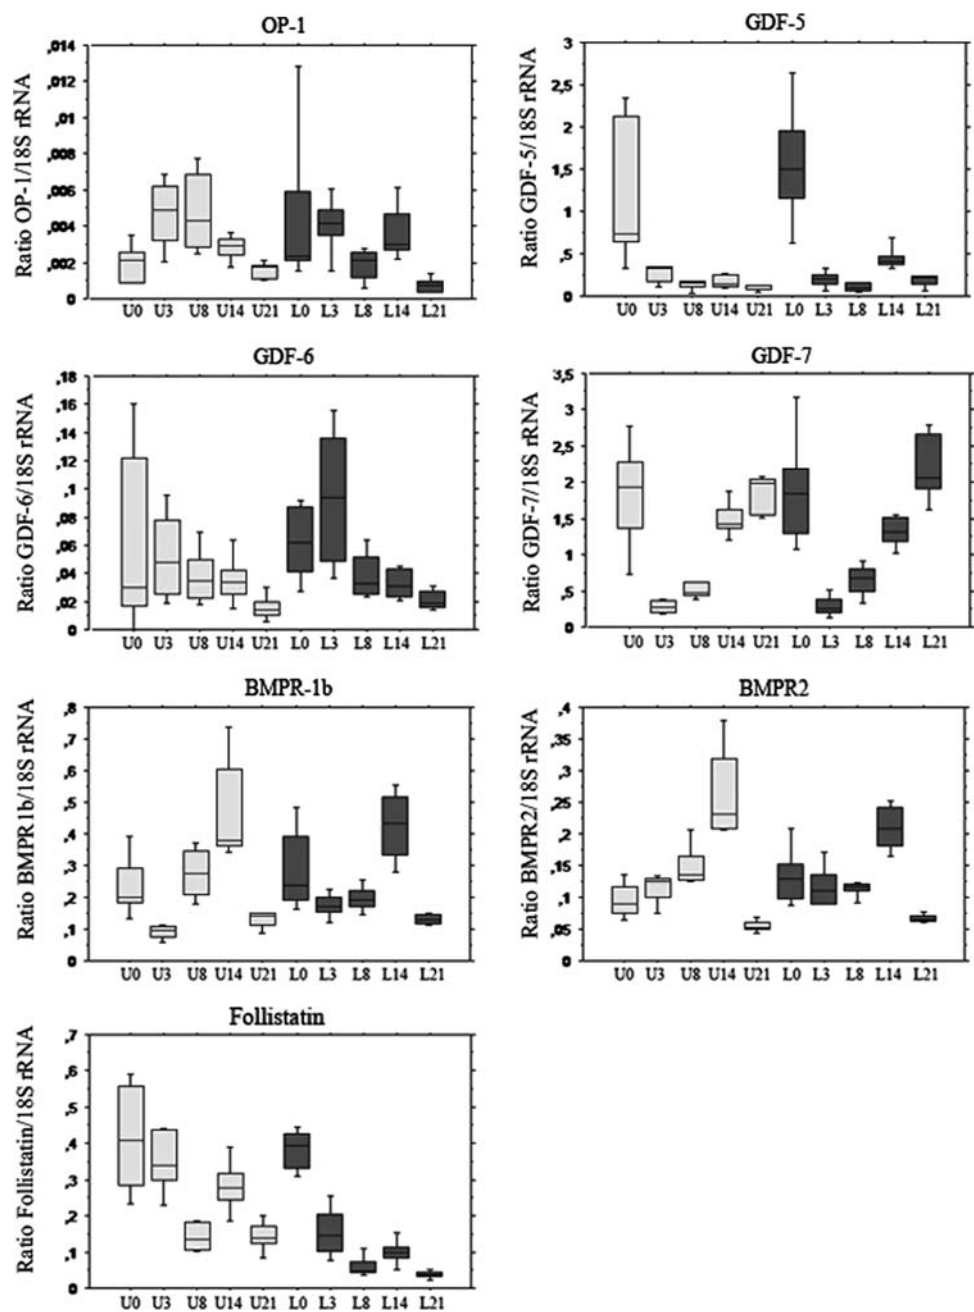 OP-1
Ratio OP-1/18S rRNA
,014
,012
,01
,008
,006
,004
,002
0
U0 U3 U8 U14 U21 L0 L3 L8 L14 L21
GDF-5
Ratio GDF-5/18S rRNA
3
2,5
2
1,5
1
,5
0
U0 U3 U8 U14 U21 L0 L3 L8 L14 L21
GDF-6
Ratio GDF-6/18S rRNA
,18
,16
,14
,12
,1
,08
,06
,04
,02
0
U0 U3 U8 U14 U21 L0 L3 L8 L14 L21
GDF-7
Ratio GDF-7/18S rRNA
3,5
3
2,5
2
1,5
1
,5
0
U0 U3 U8 U14 U21 L0 L3 L8 L14 L21
BMPR-1b
Ratio BMPR1b/18S rRNA
,8
,7
,6
,5
,4
,3
,2
,1
0
U0 U3 U8 U14 U21 L0 L3 L8 L14 L21
BMPR2
Ratio BMPR2/18S rRNA
,4
,35
,3
,25
,2
,15
,1
,05
0
U0 U3 U8 U14 U21 L0 L3 L8 L14 L21
Follistatin
Ratio Follistatin/18S rRNA
,7
,6
,5
,4
,3
,2
,1
0
U0 U3 U8 U14 U21 L0 L3 L8 L14 L21